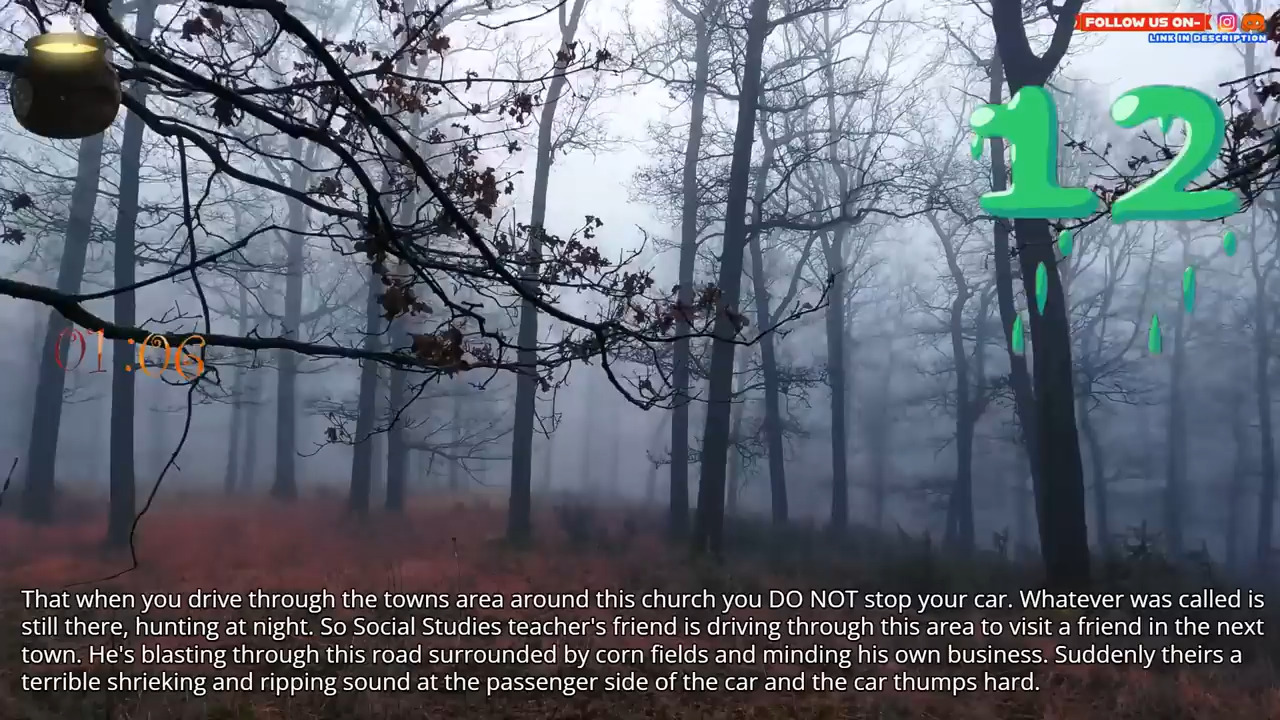 FOLLOW US ON-
LINK IN DESCRIPTION
12
01:06
That when you drive through the towns area around this church you DO NOT stop your car. Whatever was called is
still there, hunting at night. So Social Studies teacher's friend is driving through this area to visit a friend in the next
town. He's blasting through this road surrounded by corn fields and minding his own business. Suddenly theirs a
terrible shrieking and ripping sound at the passenger side of the car and the car thumps hard.